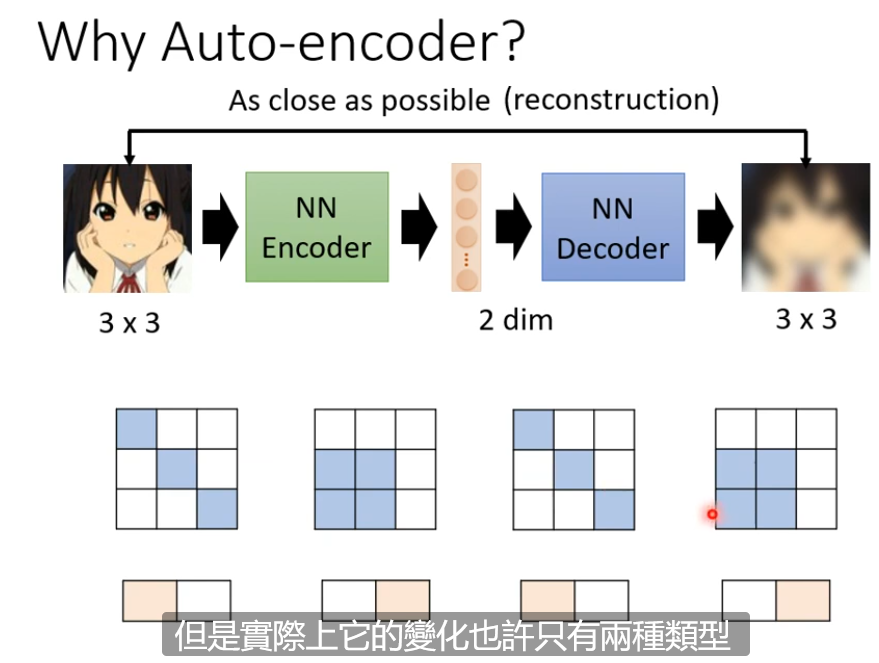 Why Auto-encoder?
As close as possible (reconstruction)
NN
Encoder
NN
Decoder
3 x 3
2 dim
3 x 3
但是實際上它的變化也許只有兩種類型